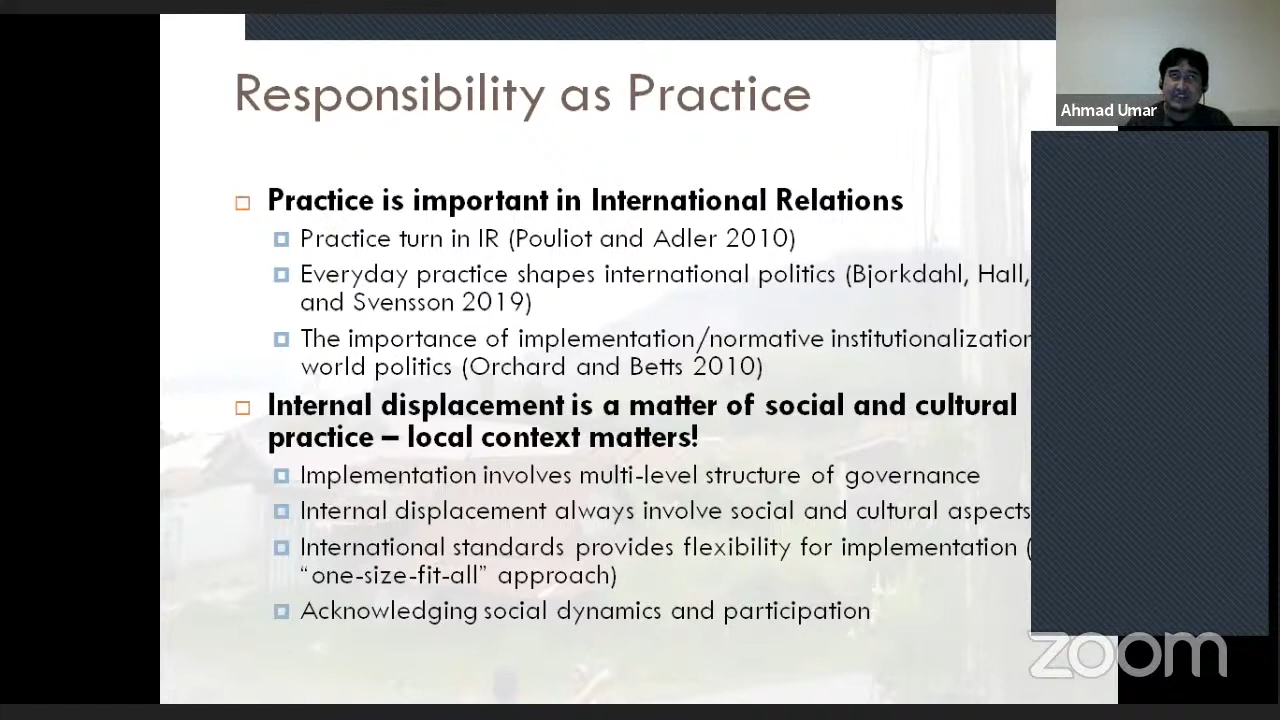 Responsibility as Practice
Ahmad Umar
Practice is important in International Relations
Practice turn in IR (Pouliot and Adler 2010)
Everyday practice shapes international politics (Bjorkdahl, Hall,
and Svensson 2019)
The importance of implementation/normative institutionalization
world politics (Orchard and Betts 2010)
Internal displacement is a matter of social and cultural
practice – local context matters!
Implementation involves multi-level structure of governance
Internal displacement always involve social and cultural aspects
International standards provides flexibility for implementation (
“one-size-fit-all” approach)
Acknowledging social dynamics and participation
zoom